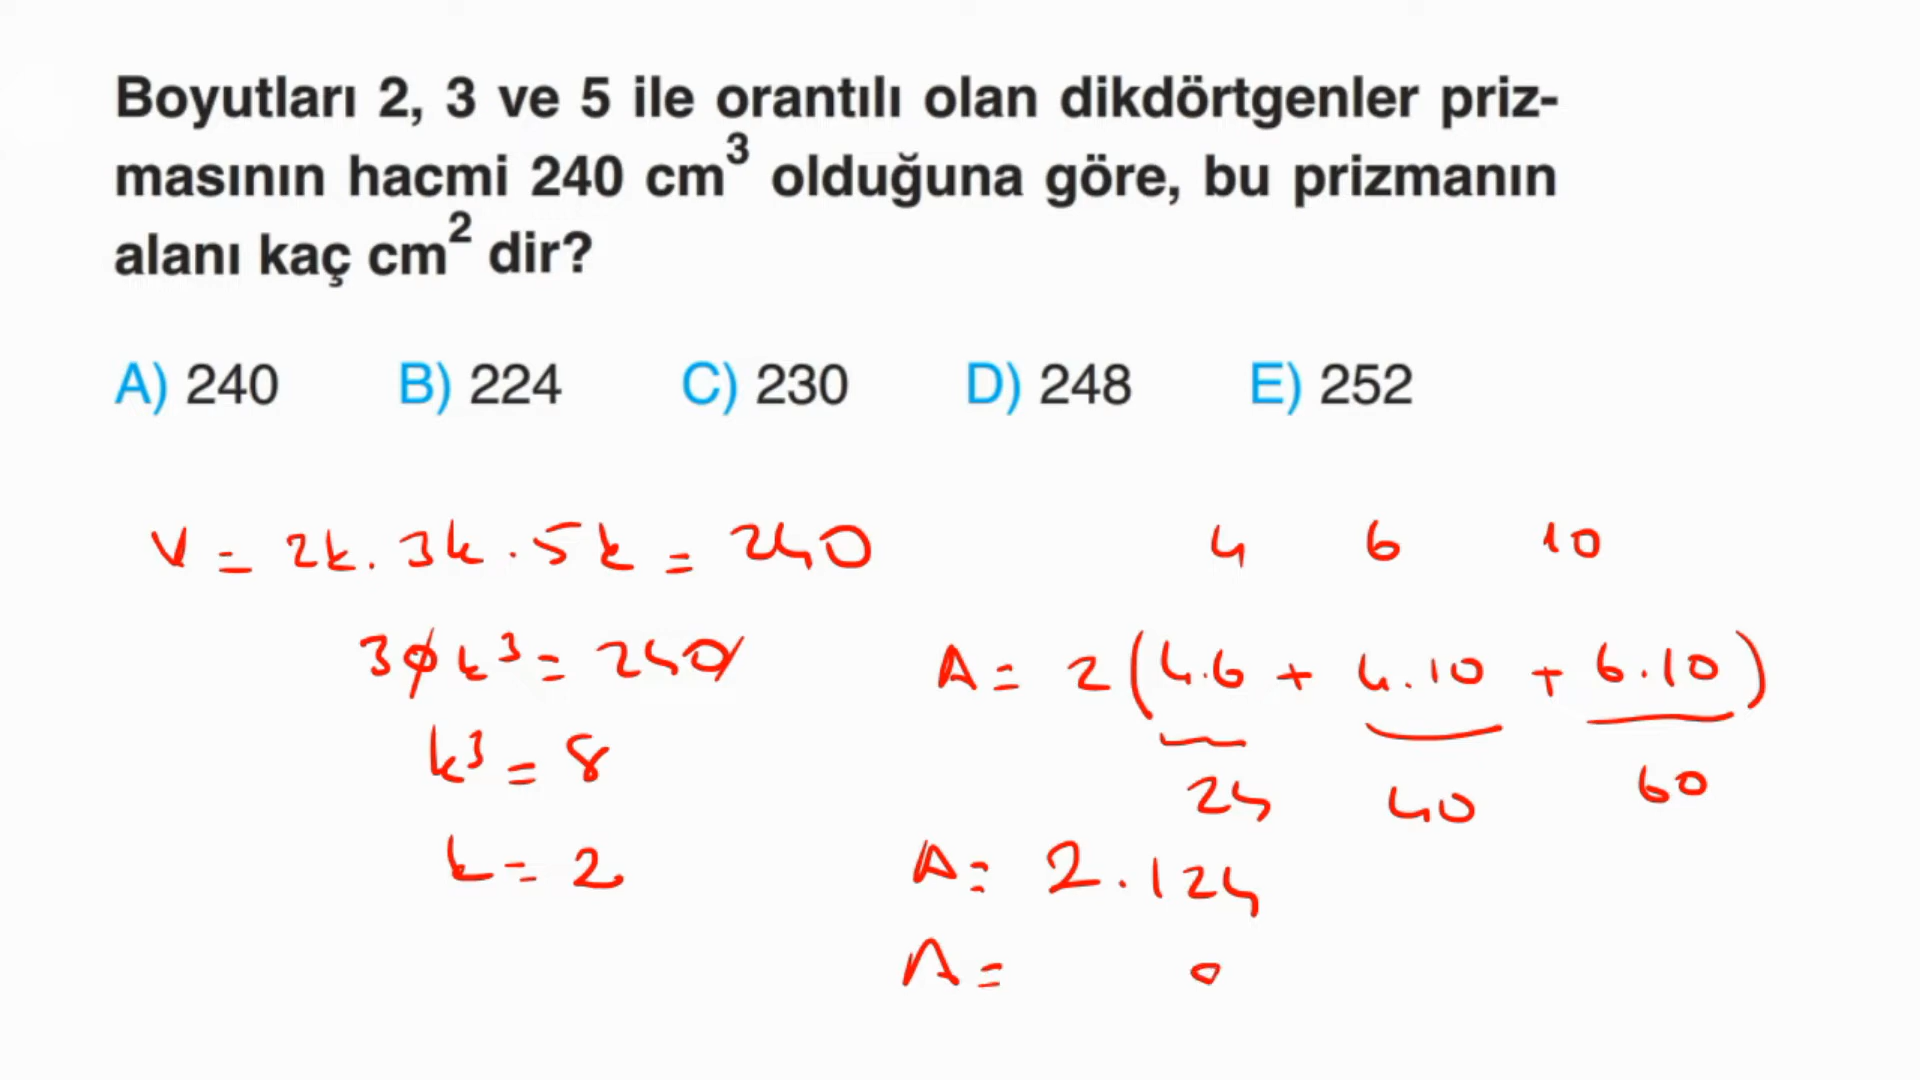 Boyutları 2, 3 ve 5 ile orantılı olan dikdörtgenler priz-
masının hacmi 240 cm³ olduğuna göre, bu prizmanın
alanı kaç cm² dir?
A) 240 B) 224 C) 230 D) 248 E) 252
V = 2k . 3k . 5k = 240
30k³ = 240
k³ = 8
k = 2
4 6 10
A = 2(4.6 + 4.10 + 6.10)
24 40 60
A = 2.124
A =